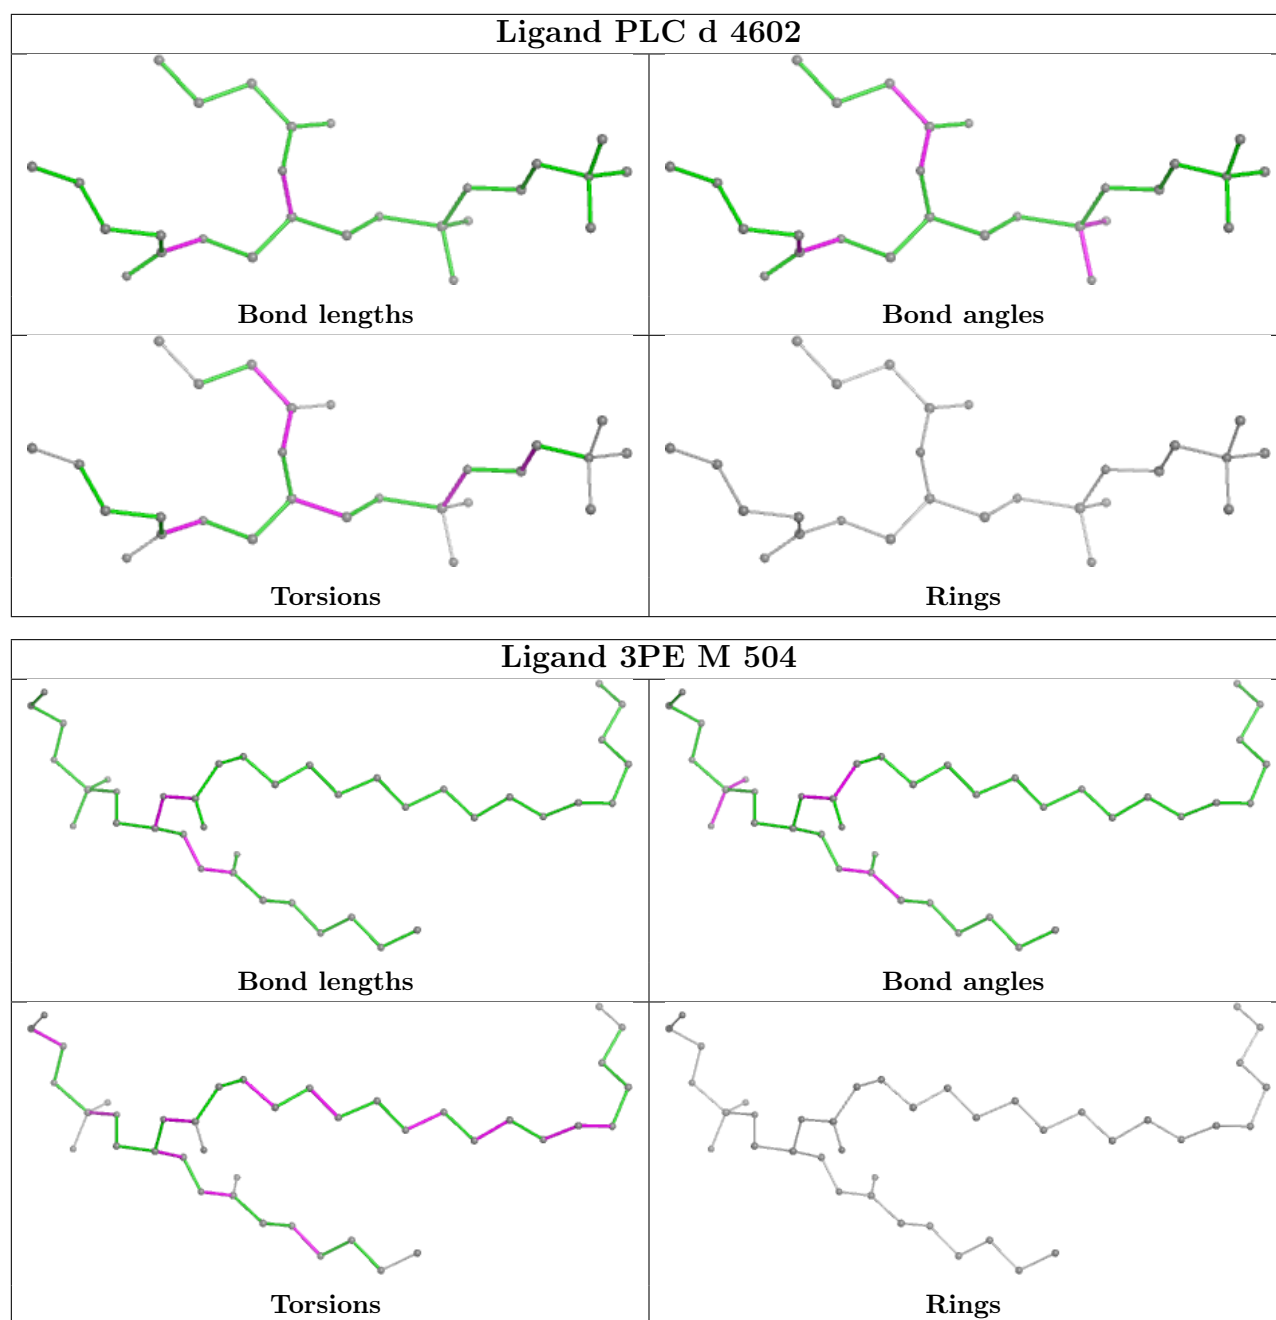 Ligand PLC d 4602
Bond lengths
Bond angles
Torsions
Rings
Ligand 3PE M 504
Bond lengths
Bond angles
Torsions
Rings